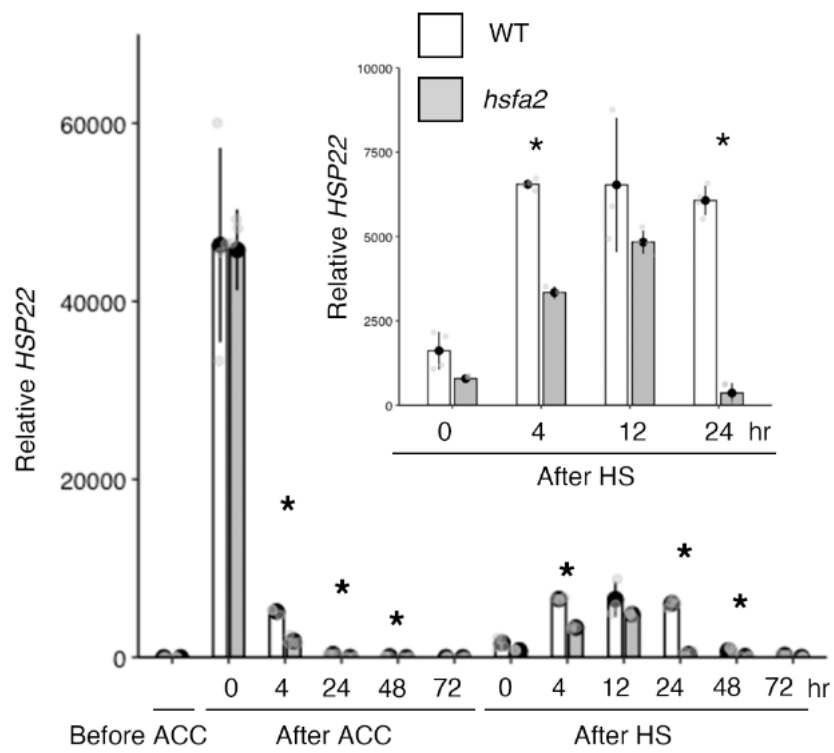 WT
hsfa2
Relative HSP22
10000
7500
5000
2500
0
*
*
0 4 12 24 hr
After HS
Relative HSP22
60000
40000
20000
0
*
*
*
*
*
*
0 4 24 48 72 0 4 12 24 48 72 hr
Before ACC After ACC After HS